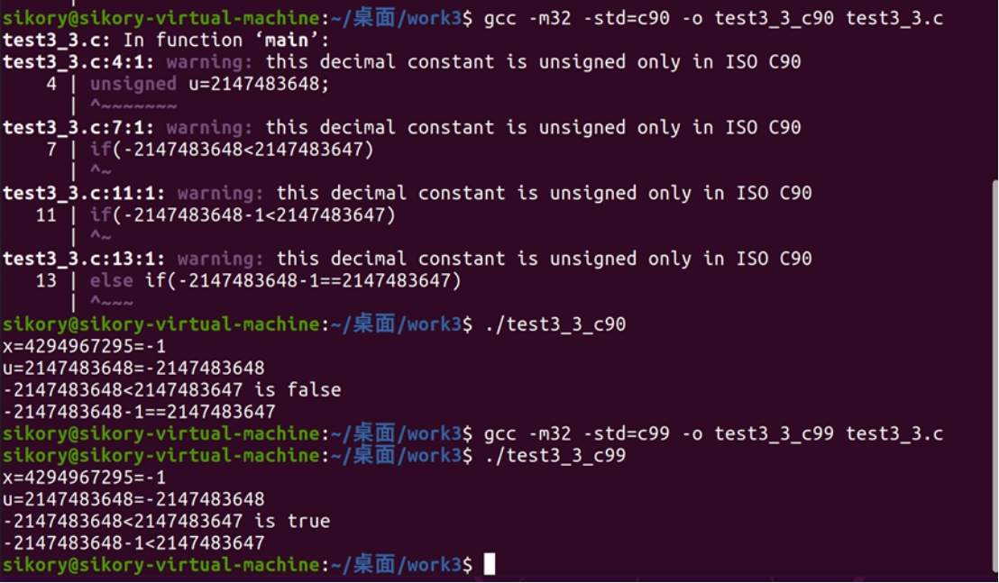 sikory@sikory-virtual-machine:~/桌面/work3$ gcc -m32 -std=c90 -o test3_3_c90 test3_3.c
test3_3.c: In function ‘main’:
test3_3.c:4:1: warning: this decimal constant is unsigned only in ISO C90
    4 | unsigned u=2147483648;
      | ^~~~~~~~
test3_3.c:7:1: warning: this decimal constant is unsigned only in ISO C90
    7 | if(-2147483648<2147483647)
      | ^~
test3_3.c:11:1: warning: this decimal constant is unsigned only in ISO C90
   11 | if(-2147483648-1<2147483647)
      | ^~
test3_3.c:13:1: warning: this decimal constant is unsigned only in ISO C90
   13 | else if(-2147483648-1==2147483647)
      | ^~~~
sikory@sikory-virtual-machine:~/桌面/work3$ ./test3_3_c90
x=4294967295=-1
u=2147483648=-2147483648
-2147483648<2147483647 is false
-2147483648-1==2147483647
sikory@sikory-virtual-machine:~/桌面/work3$ gcc -m32 -std=c99 -o test3_3_c99 test3_3.c
sikory@sikory-virtual-machine:~/桌面/work3$ ./test3_3_c99
x=4294967295=-1
u=2147483648=-2147483648
-2147483648<2147483647 is true
-2147483648-1<2147483647
sikory@sikory-virtual-machine:~/桌面/work3$